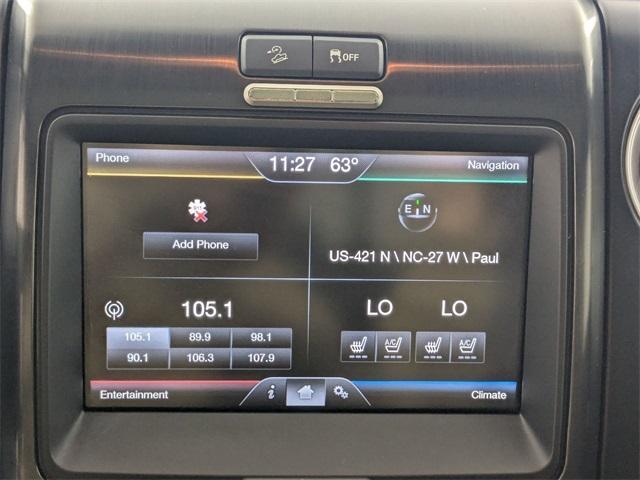 OFF
Phone
11:27 63°
Navigation
Add Phone
E N
US-421 N \ NC-27 W \ Paul
105.1
LO LO
105.1 89.9 98.1
90.1 106.3 107.9
A/C A/C
Entertainment
i
Climate